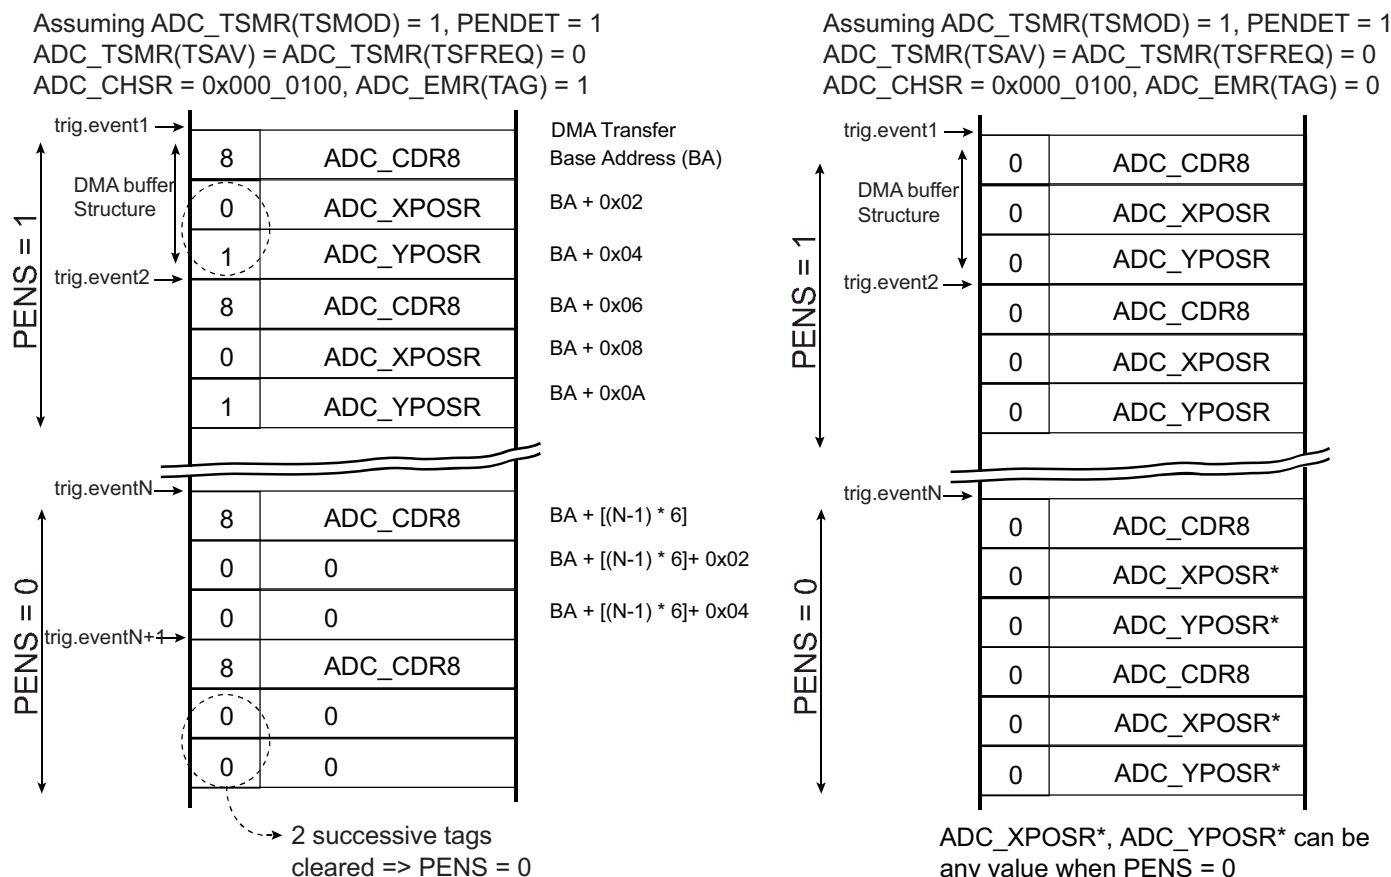 Assuming ADC_TSMR(TSMOD) = 1, PENDET = 1
ADC_TSMR(TSAV) = ADC_TSMR(TSFREQ) = 0
ADC_CHSR = 0x000_0100, ADC_EMR(TAG) = 1
trig.event1
DMA Transfer
8 ADC_CDR8 Base Address (BA)
DMA buffer
Structure
0 ADC_XPOSR BA + 0x02
1 ADC_YPOSR BA + 0x04
PENS = 1
trig.event2
8 ADC_CDR8 BA + 0x06
0 ADC_XPOSR BA + 0x08
1 ADC_YPOSR BA + 0x0A
trig.eventN
8 ADC_CDR8 BA + [(N-1) * 6]
0 0 BA + [(N-1) * 6]+ 0x02
0 0 BA + [(N-1) * 6]+ 0x04
PENS = 0
trig.eventN+1
8 ADC_CDR8
0 0
0 0
2 successive tags
cleared => PENS = 0
Assuming ADC_TSMR(TSMOD) = 1, PENDET = 1
ADC_TSMR(TSAV) = ADC_TSMR(TSFREQ) = 0
ADC_CHSR = 0x000_0100, ADC_EMR(TAG) = 0
trig.event1
0 ADC_CDR8
DMA buffer
Structure
0 ADC_XPOSR
0 ADC_YPOSR
PENS = 1
trig.event2
0 ADC_CDR8
0 ADC_XPOSR
0 ADC_YPOSR
trig.eventN
0 ADC_CDR8
0 ADC_XPOSR*
0 ADC_YPOSR*
PENS = 0
0 ADC_CDR8
0 ADC_XPOSR*
0 ADC_YPOSR*
ADC_XPOSR*, ADC_YPOSR* can be
any value when PENS = 0